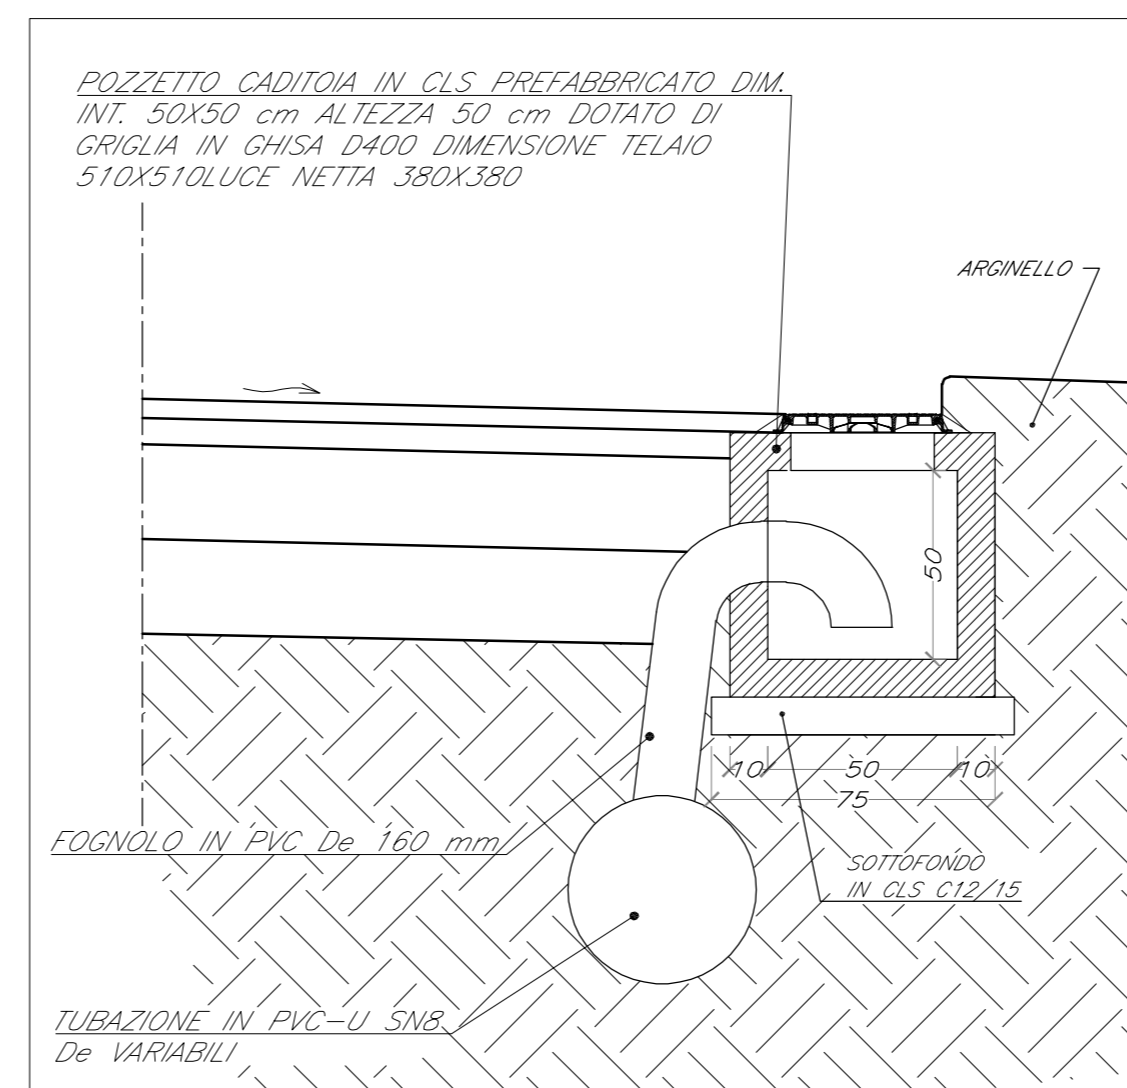 POZZETTO CADITOIA IN CLS PREFABBRICATO DIM.
INT. 50X50 cm ALTEZZA 50 cm DOTATO DI
GRIGLIA IN GHISA D400 DIMENSIONE TELAIO
510X510LUCE NETTA 380X380
ARGINELLO
50
10 50 10
75
FOGNOLO IN PVC De 160 mm
SOTTOFONDO
IN CLS C12/15
TUBAZIONE IN PVC-U SN8
De VARIABILI